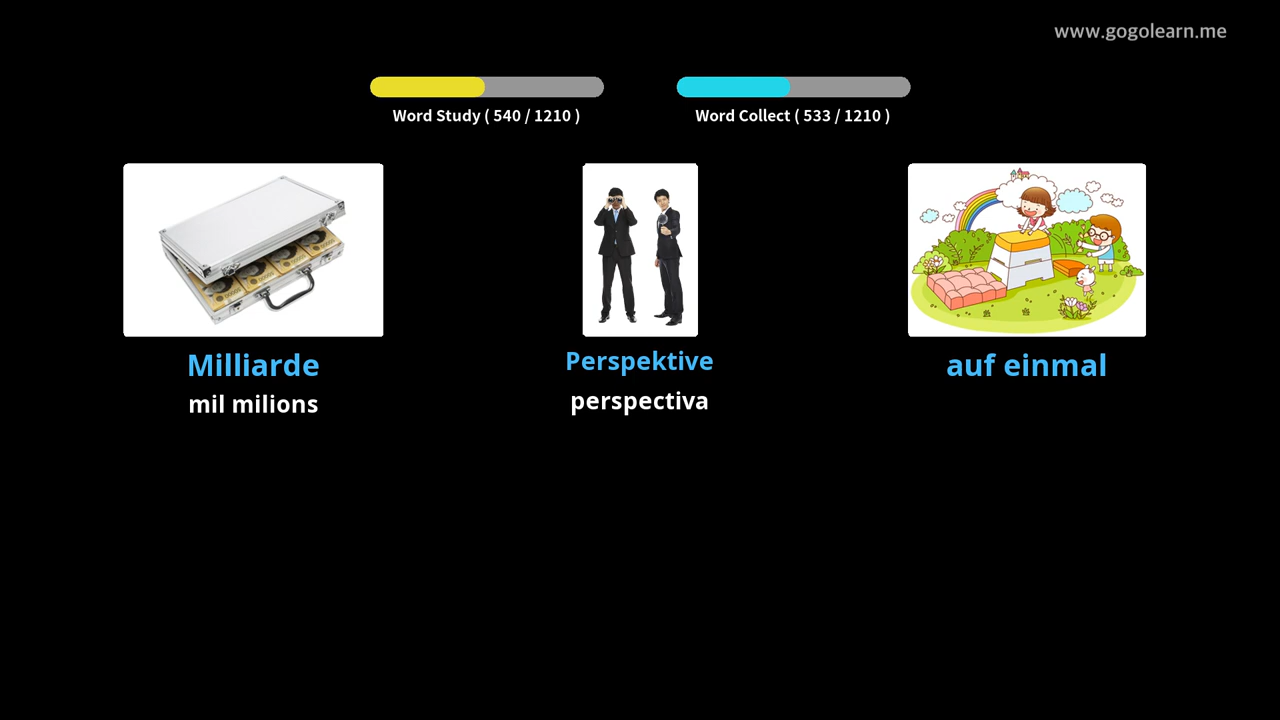 www.gogolearn.me
Word Study ( 540 / 1210 )
Word Collect ( 533 / 1210 )
Milliarde
mil milions
Perspektive
perspectiva
auf einmal